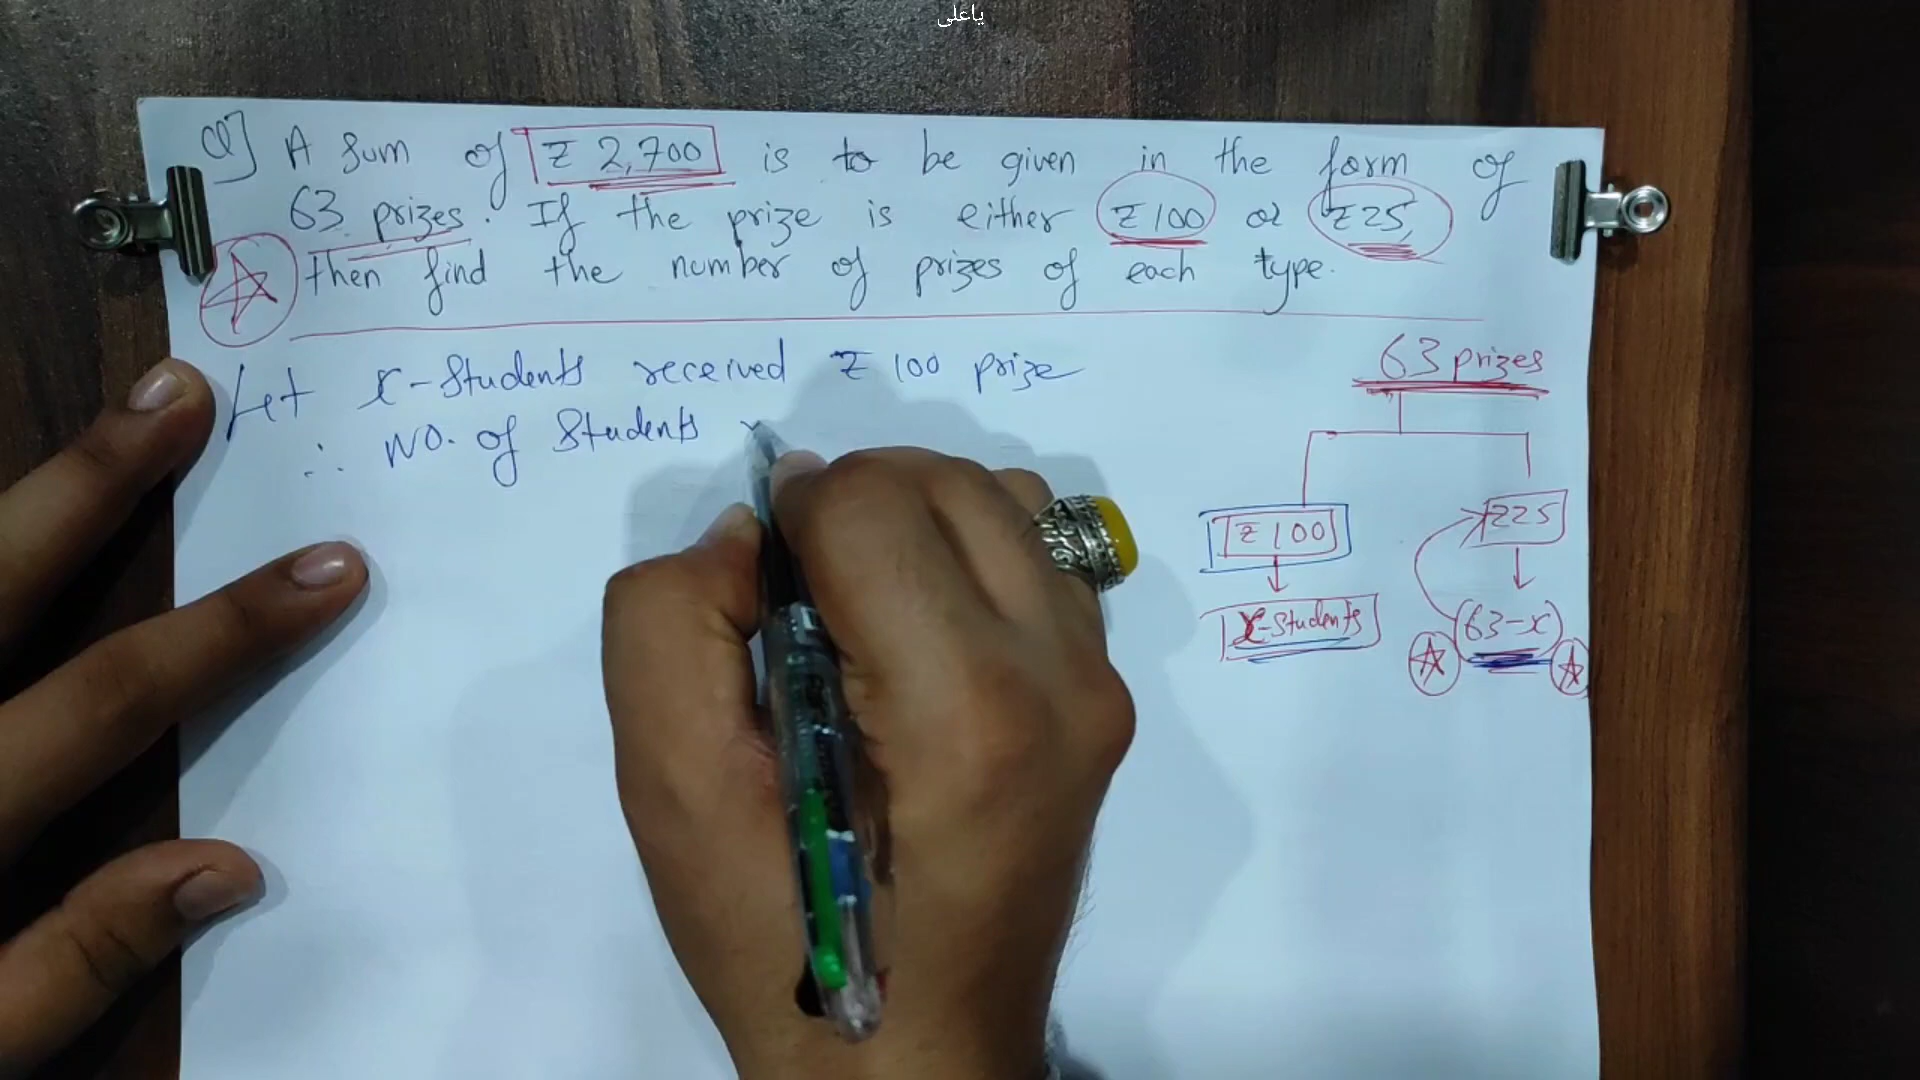 ياعلى
Q] A sum of ₹ 2,700 is to be given in the form of
63 prizes. If the prize is either ₹100 or ₹25,
then find the number of prizes of each type.
Let x-Students received ₹ 100 prize
∴ NO. of Students
63 prizes
₹100
₹25
x-Students
(63-x)